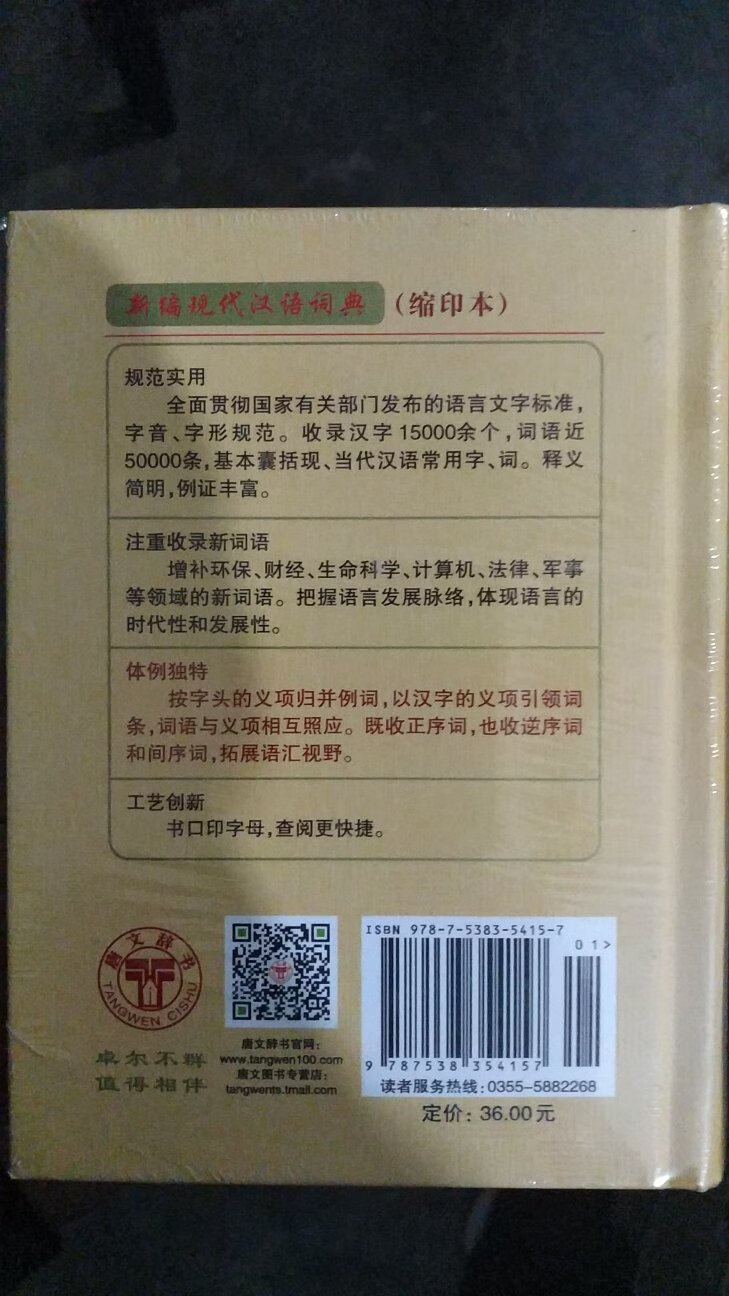 新编现代汉语词典（缩印本）
规范实用
全面贯彻国家有关部门发布的语言文字标准，
字音、字形规范。收录汉字15000余个，词语近
50000条，基本囊括现、当代汉语常用字、词。释义
简明，例证丰富。
注重收录新词语
增补环保、财经、生命科学、计算机、法律、军事
等领域的新词语。把握语言发展脉络，体现语言的
时代性和发展性。
体例独特
按字头的义项归并例词，以汉字的义项引领词
条，词语与义项相互照应。既收正序词，也收逆序词
和间序词，拓展语汇视野。
工艺创新
书口印字母，查阅更快捷。
唐文辞书
TANGWEN CISHU
卓尔不群
值得相伴
唐文辞书官网：
www.tangwen100.com
唐文图书专营店：
tangwents.tmall.com
ISBN 978-7-5383-5415-7
01>
9 787538 354157
读者服务热线：0355-5882268
定价：36.00元